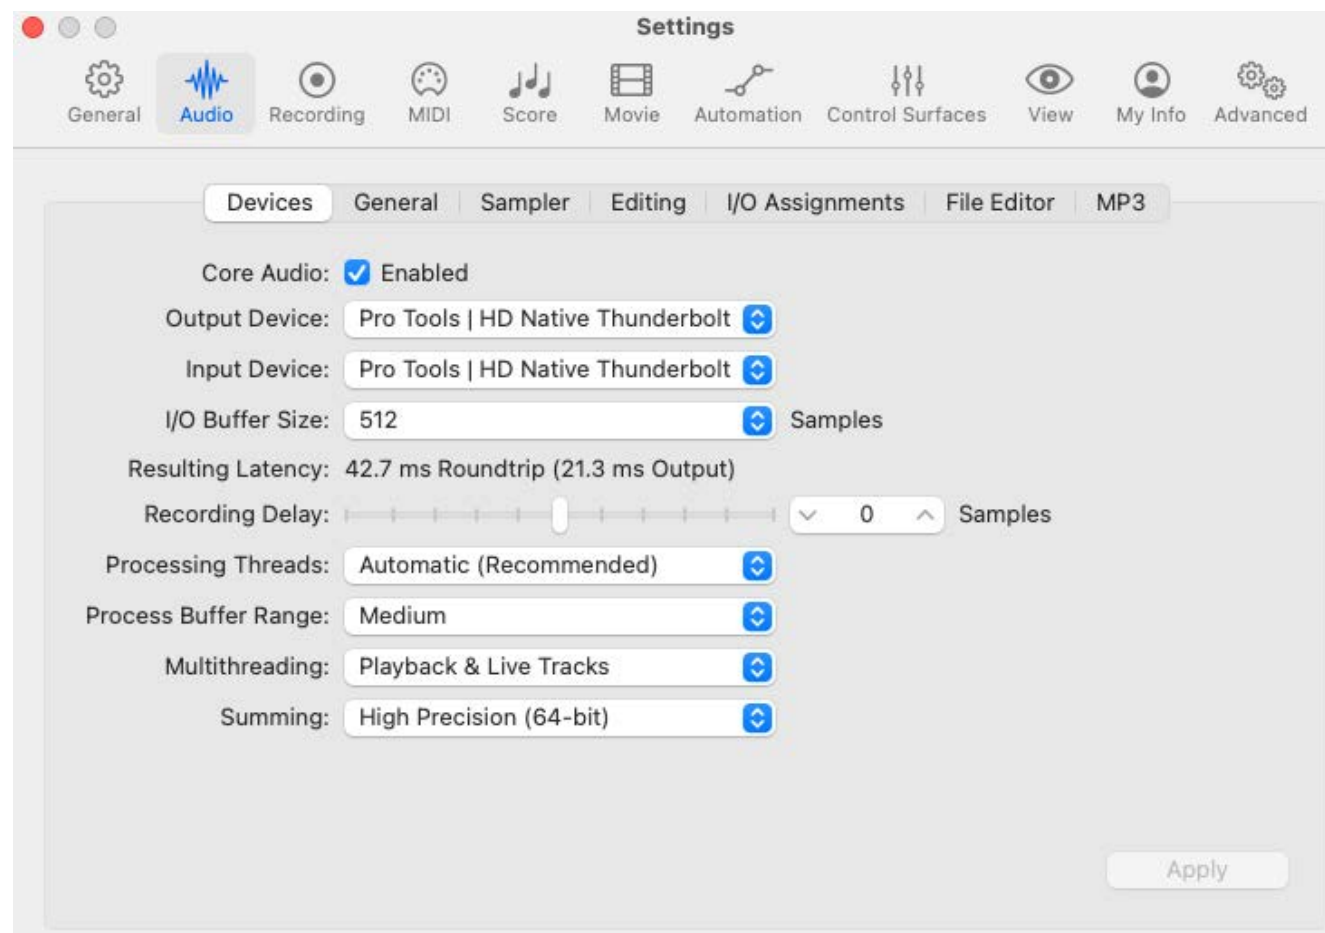 Settings
General Audio Recording MIDI Score Movie Automation Control Surfaces View My Info Advanced
Devices General Sampler Editing I/O Assignments File Editor MP3
Core Audio: Enabled
Output Device: Pro Tools | HD Native Thunderbolt
Input Device: Pro Tools | HD Native Thunderbolt
I/O Buffer Size: 512 Samples
Resulting Latency: 42.7 ms Roundtrip (21.3 ms Output)
Recording Delay: 0 Samples
Processing Threads: Automatic (Recommended)
Process Buffer Range: Medium
Multithreading: Playback & Live Tracks
Summing: High Precision (64-bit)
Apply